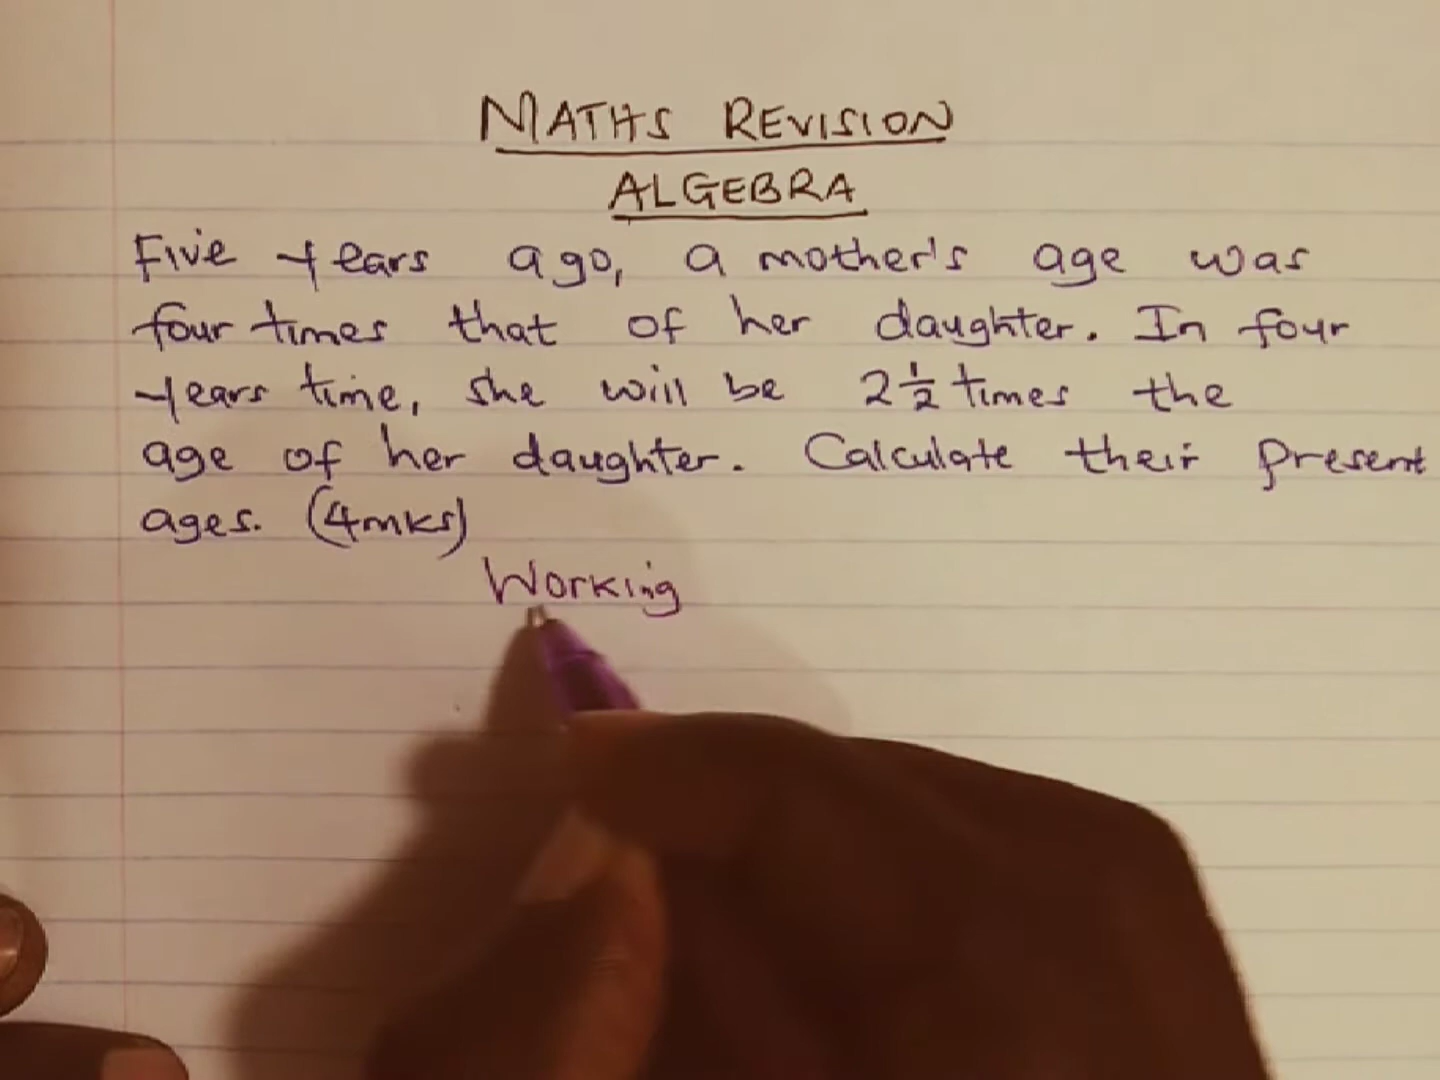 MATHS REVISION
ALGEBRA
Five years ago, a mother's age was
four times that of her daughter. In four
years time, she will be 2½ times the
age of her daughter. Calculate their present
ages. (4mks)
Working